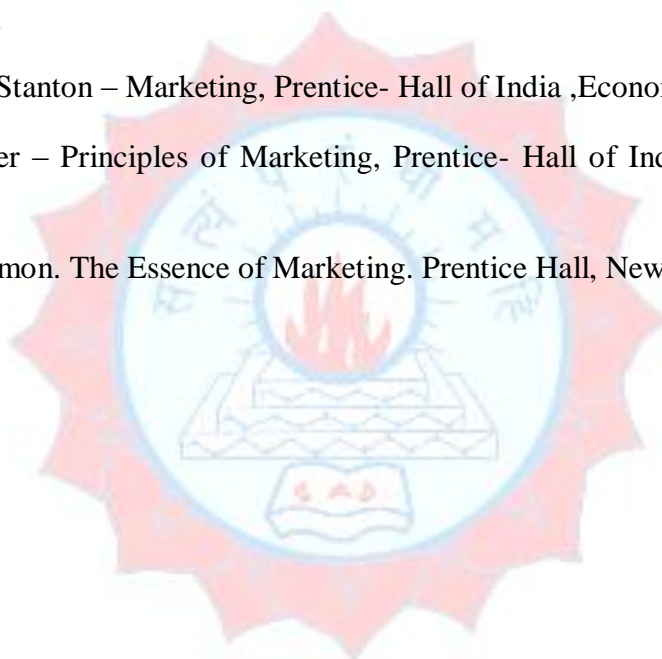 Stanton – Marketing, Prentice- Hall of India ,Econo
er – Principles of Marketing, Prentice- Hall of Ind
mon. The Essence of Marketing. Prentice Hall, New